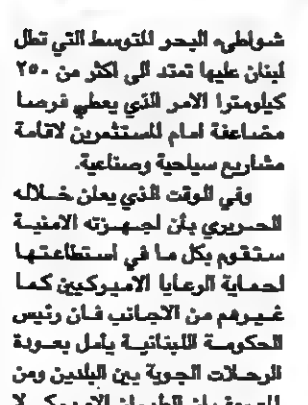 شواطىء البحر المتوسط التي تطل
لبنان عليها تمتد الى اكثر من ٢٥٠
كيلومترا الامر الذي يعطي فرصا
مضاعفة امام المستثمرين لاقامة
مشاريع سياحية وصناعية.
وفي الوقت الذي يعلن خلاله
الحريري بأن اجهزته الامنية
ستقوم بكل ما في استطاعتها
لحماية الرعايا الاميركيين كما
غيرهم من الاجانب فان رئيس
الحكومة اللبنانية يأمل بعودة
الرحلات الجوية بين البلدين ومن